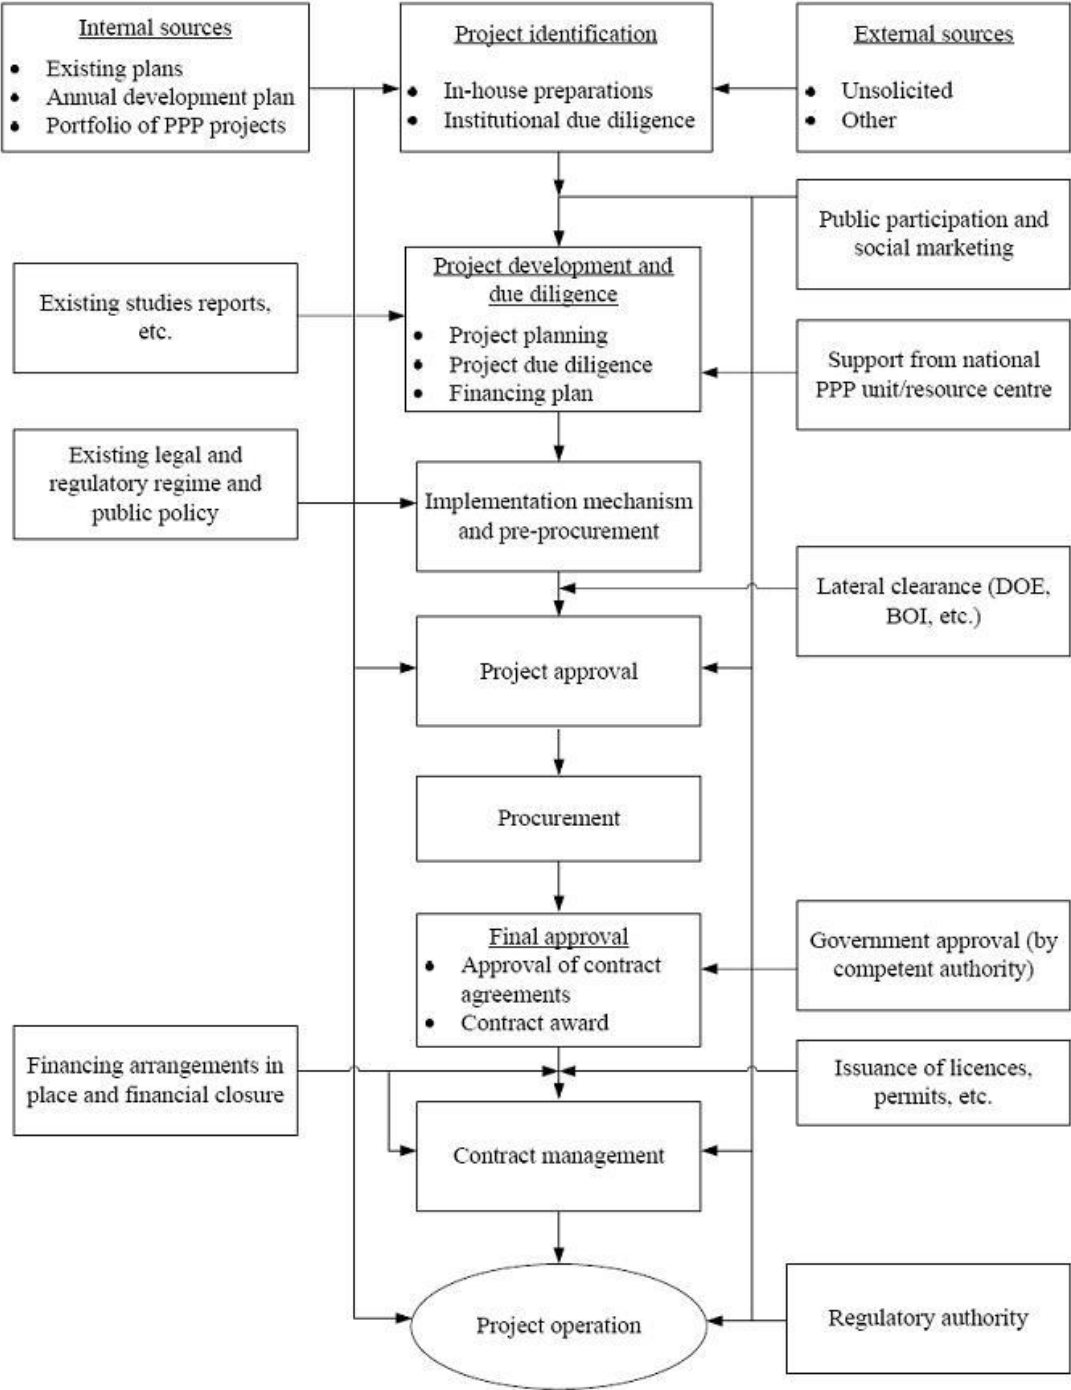 Internal sources
• Existing plans
• Annual development plan
• Portfolio of PPP projects
Project identification
• In-house preparations
• Institutional due diligence
External sources
• Unsolicited
• Other
Public participation and
social marketing
Project development and
due diligence
• Project planning
• Project due diligence
• Financing plan
Existing studies reports,
etc.
Support from national
PPP unit/resource centre
Existing legal and
regulatory regime and
public policy
Implementation mechanism
and pre-procurement
Lateral clearance (DOE,
BOI, etc.)
Project approval
Procurement
Final approval
• Approval of contract
agreements
• Contract award
Government approval (by
competent authority)
Financing arrangements in
place and financial closure
Issuance of licences,
permits, etc.
Contract management
Project operation
Regulatory authority